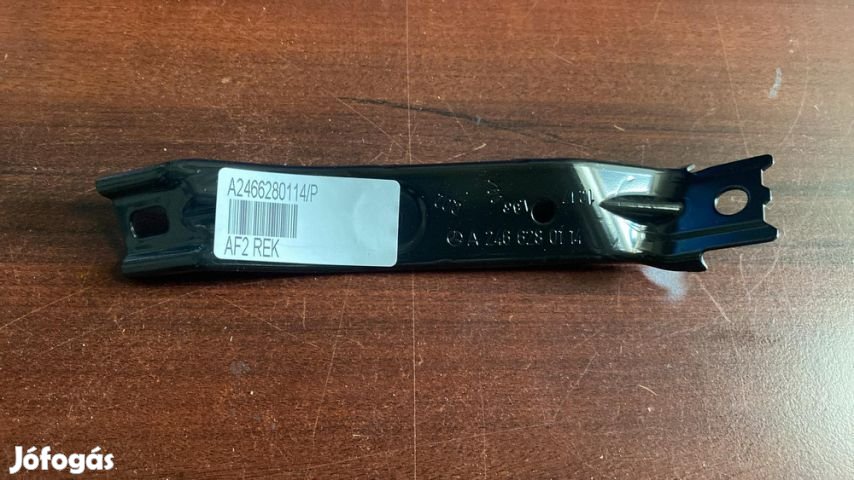 A2466280114/P
AF2 REK
A 246 628 01 14
Jófogás